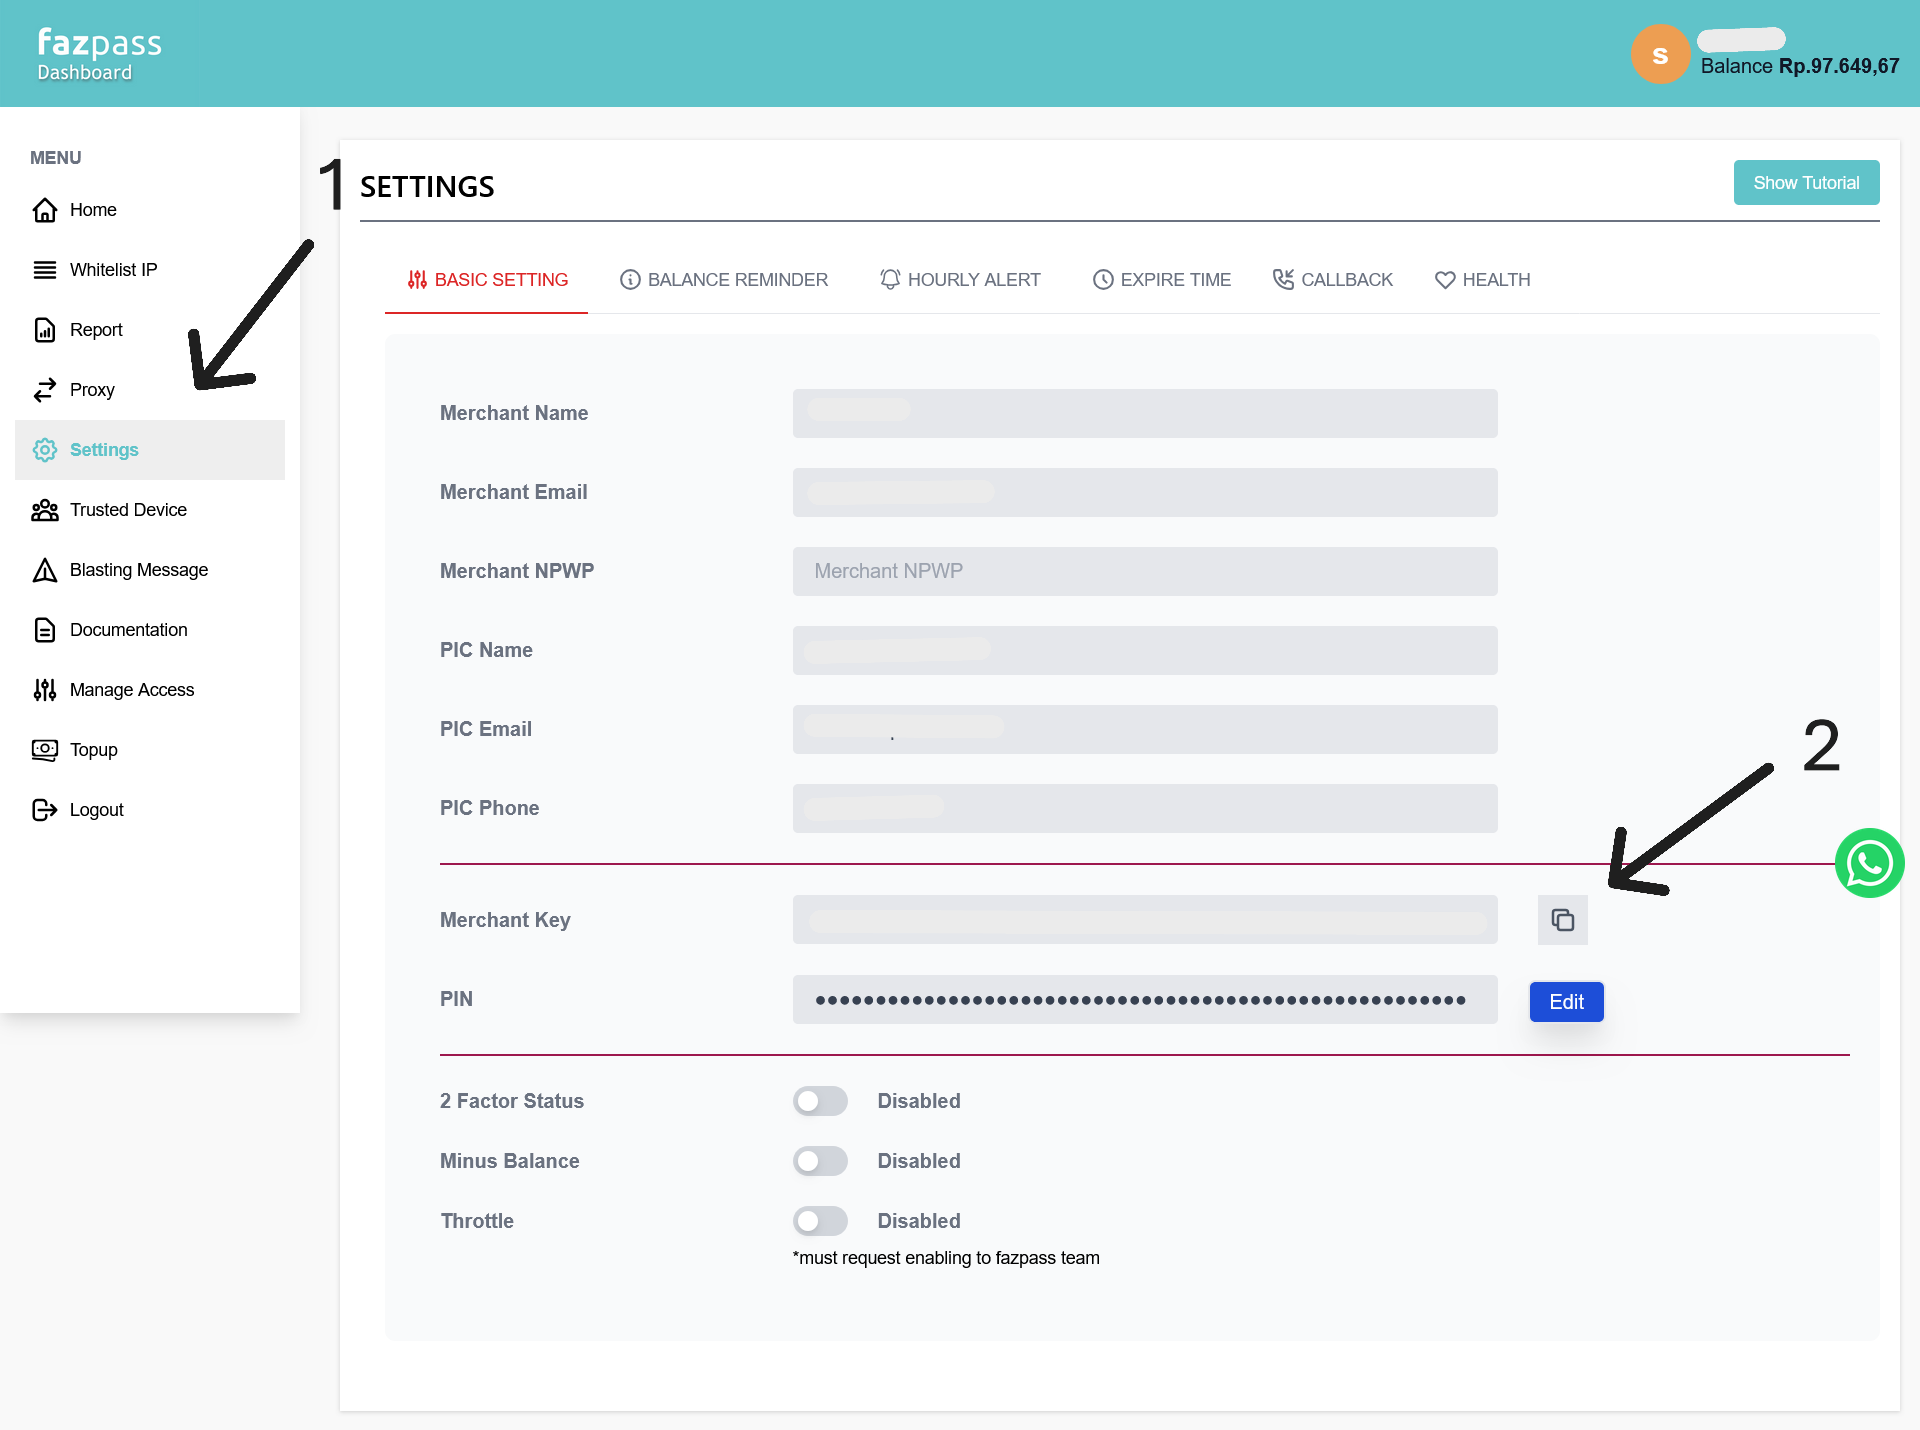 fazpass
Dashboard
S
Balance Rp.97.649,67
MENU
Home
Whitelist IP
Report
Proxy
Settings
Trusted Device
Blasting Message
Documentation
Manage Access
Topup
Logout
1
SETTINGS
Show Tutorial
BASIC SETTING
BALANCE REMINDER
HOURLY ALERT
EXPIRE TIME
CALLBACK
HEALTH
Merchant Name
Merchant Email
Merchant NPWP
Merchant NPWP
PIC Name
PIC Email
PIC Phone
2
Merchant Key
PIN
Edit
2 Factor Status
Disabled
Minus Balance
Disabled
Throttle
Disabled
*must request enabling to fazpass team